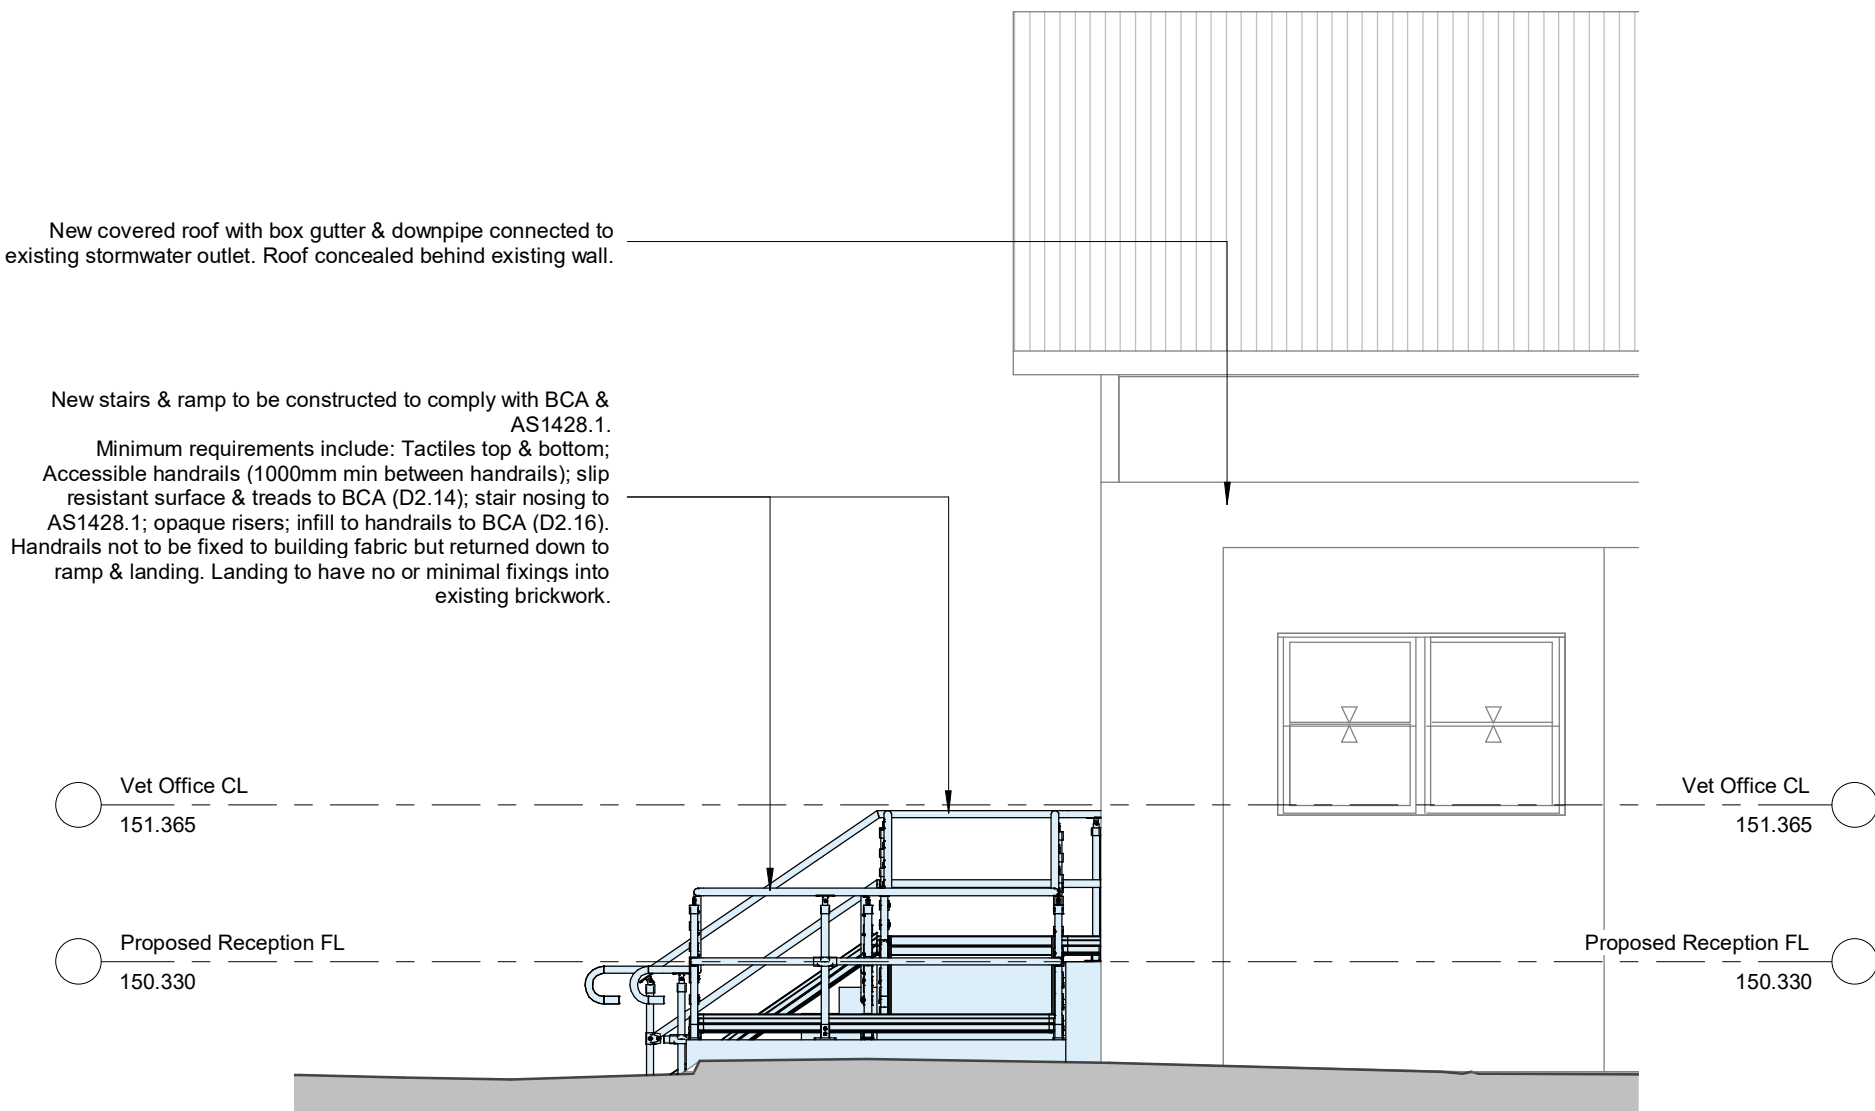 New covered roof with box gutter & downpipe connected to
existing stormwater outlet. Roof concealed behind existing wall.
New stairs & ramp to be constructed to comply with BCA &
AS1428.1.
Minimum requirements include: Tactiles top & bottom;
Accessible handrails (1000mm min between handrails); slip
resistant surface & treads to BCA (D2.14); stair nosing to
AS1428.1; opaque risers; infill to handrails to BCA (D2.16).
Handrails not to be fixed to building fabric but returned down to
ramp & landing. Landing to have no or minimal fixings into
existing brickwork.
Vet Office CL
151.365
Vet Office CL
151.365
Proposed Reception FL
150.330
Proposed Reception FL
150.330